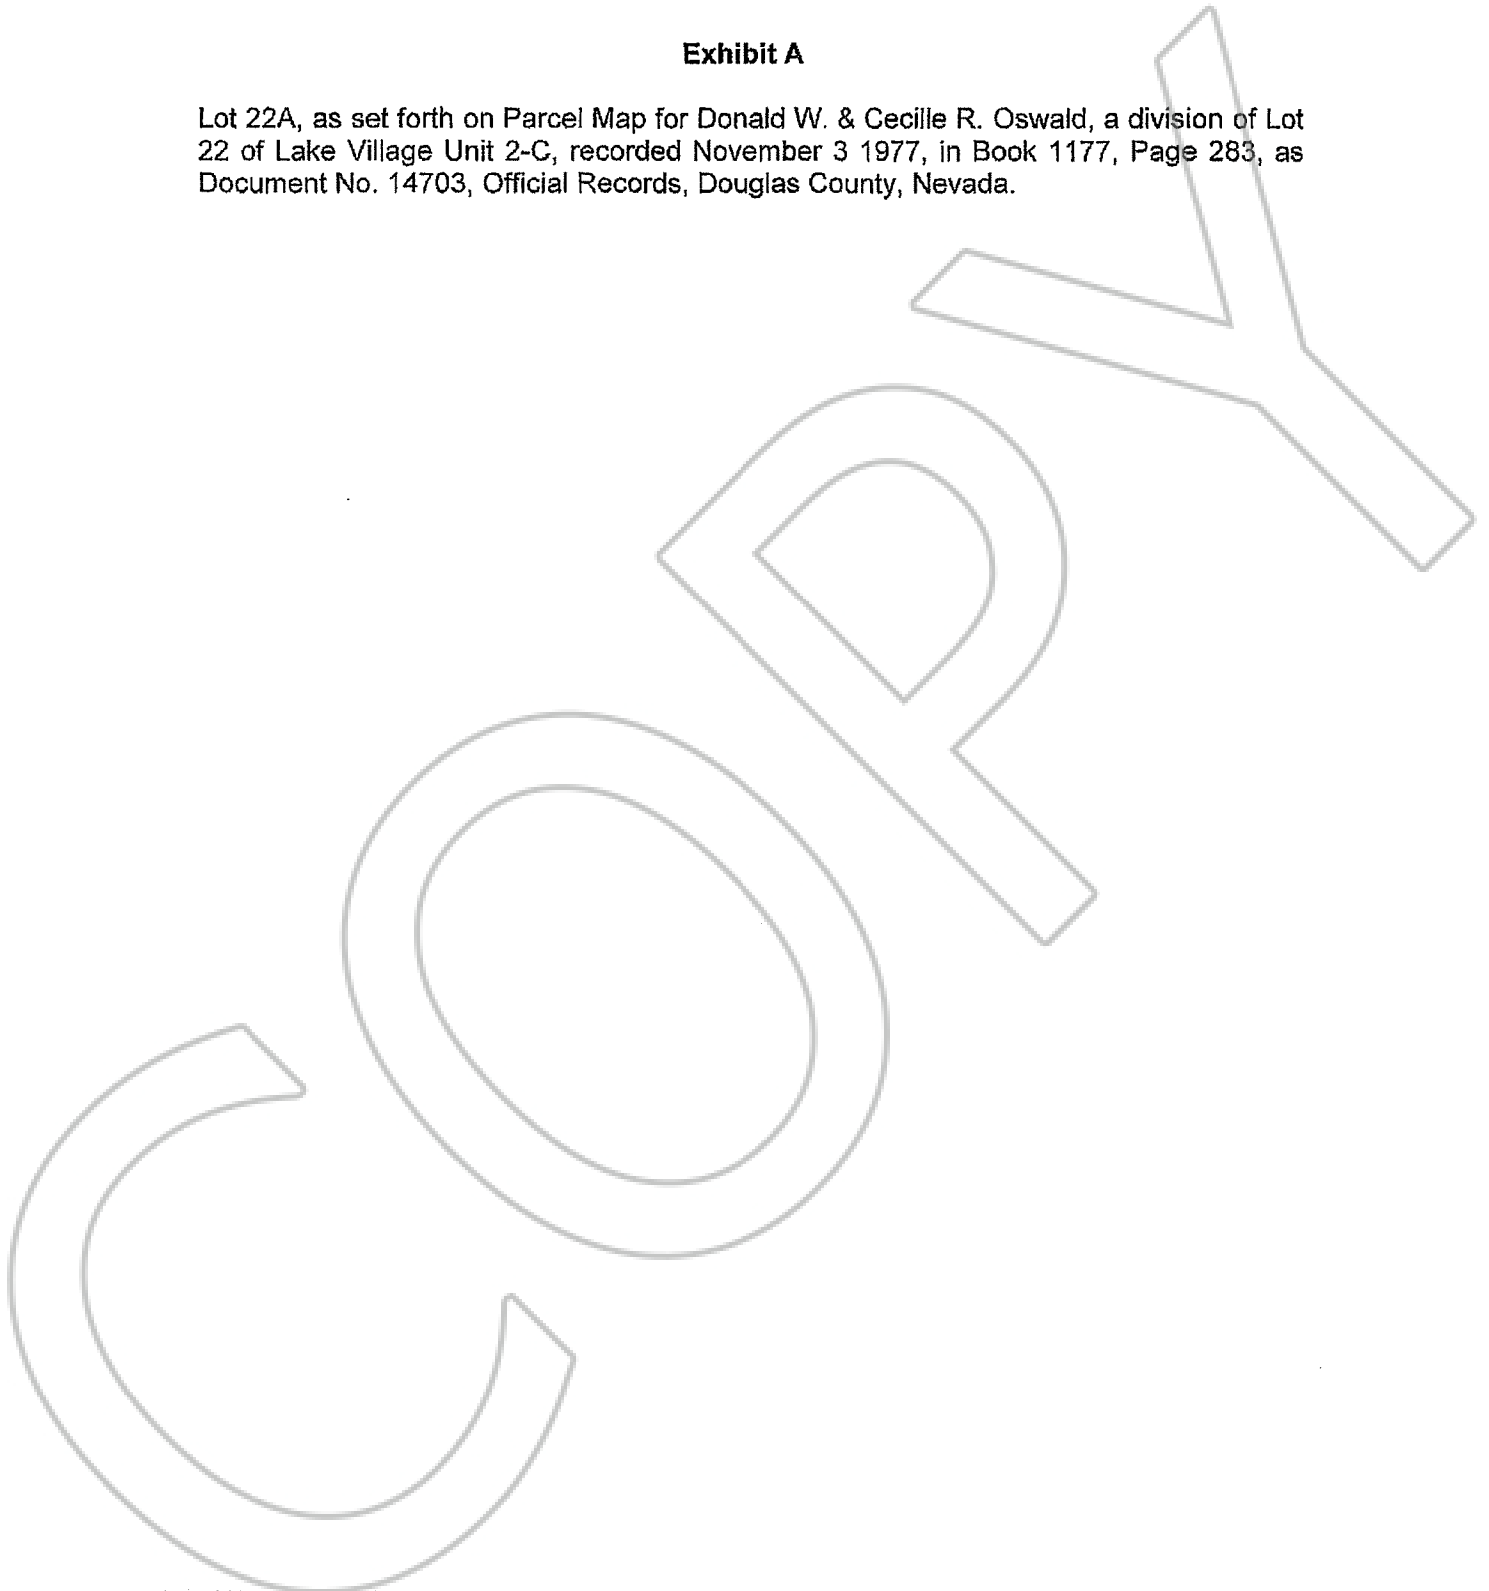 Exhibit A
Lot 22A, as set forth on Parcel Map for Donald W. & Cecille R. Oswald, a division of Lot
22 of Lake Village Unit 2-C, recorded November 3 1977, in Book 1177, Page 283, as
Document No. 14703, Official Records, Douglas County, Nevada.
COPY